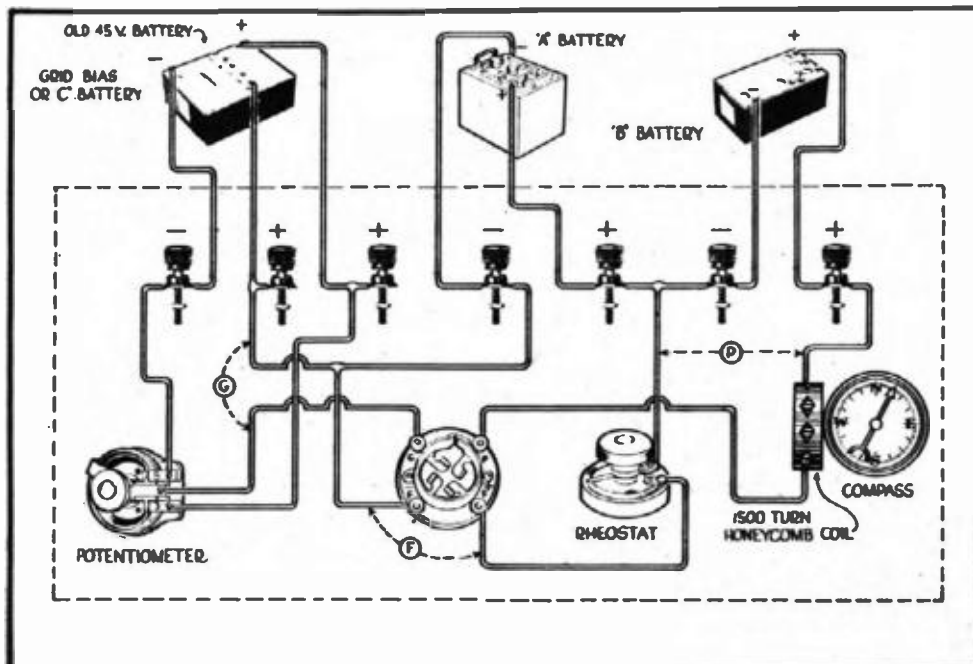 OLD 45 V. BATTERY
+
-
GRID BIAS
OR "C" BATTERY
"A" BATTERY
-
+
+
-
"B" BATTERY
- + + - + - +
G
P
F
POTENTIOMETER
RHEOSTAT
COMPASS
1500 TURN
HONEYCOMB COIL